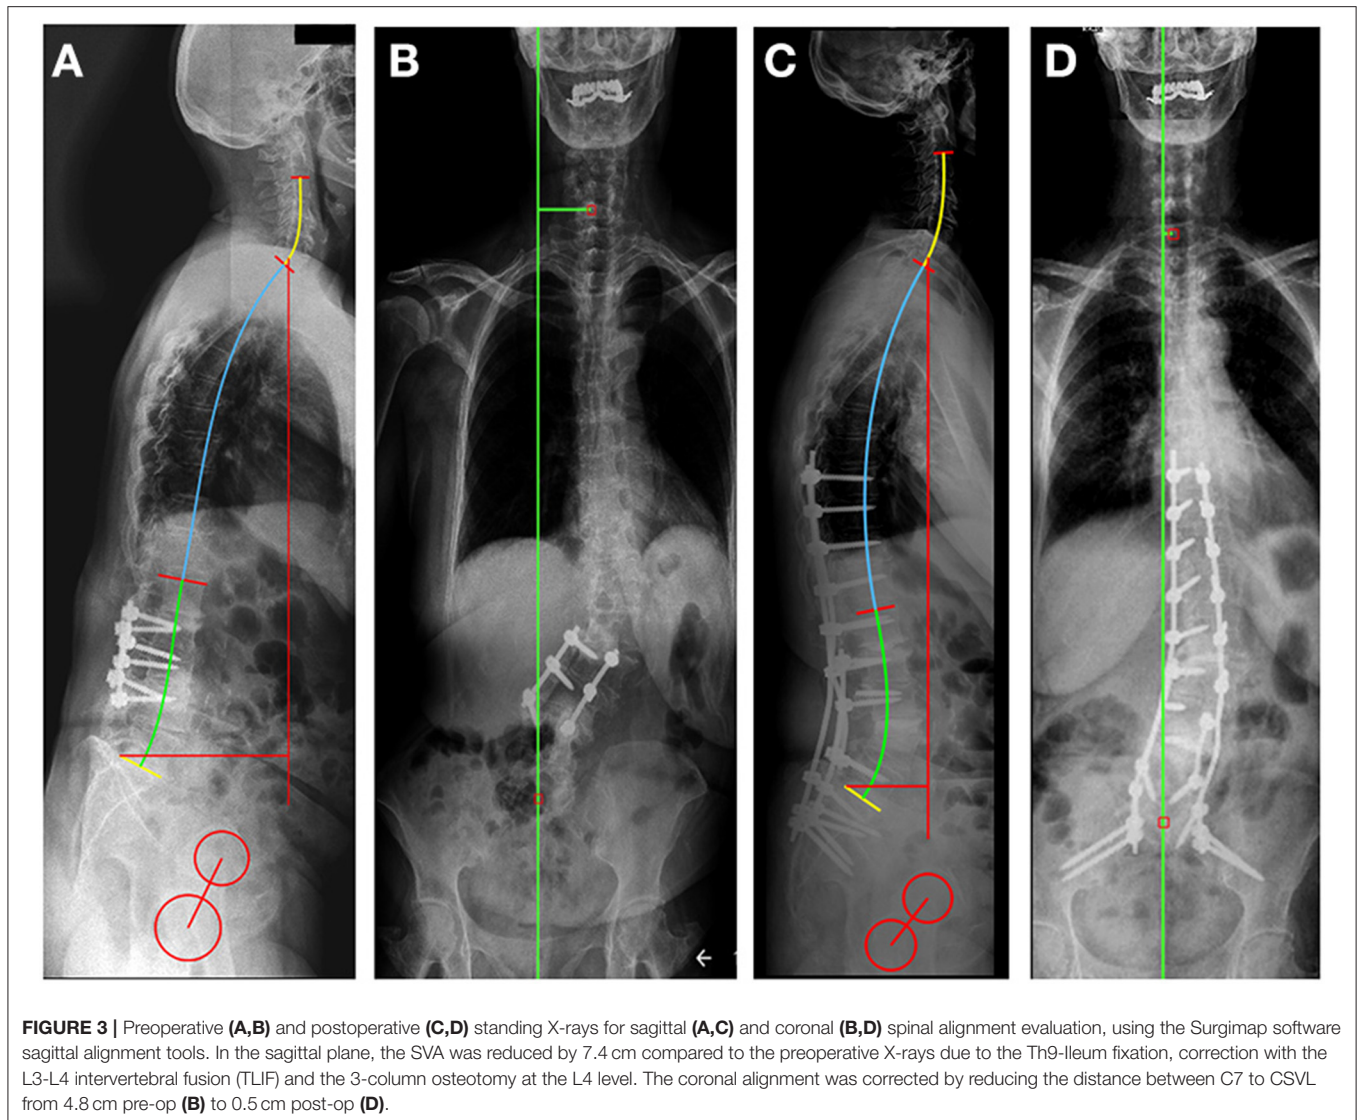 A
B
C
D
FIGURE 3 | Preoperative (A,B) and postoperative (C,D) standing X-rays for sagittal (A,C) and coronal (B,D) spinal alignment evaluation, using the Surgimap software
sagittal alignment tools. In the sagittal plane, the SVA was reduced by 7.4 cm compared to the preoperative X-rays due to the Th9-Ileum fixation, correction with the
L3-L4 intervertebral fusion (TLIF) and the 3-column osteotomy at the L4 level. The coronal alignment was corrected by reducing the distance between C7 to CSVL
from 4.8 cm pre-op (B) to 0.5 cm post-op (D).